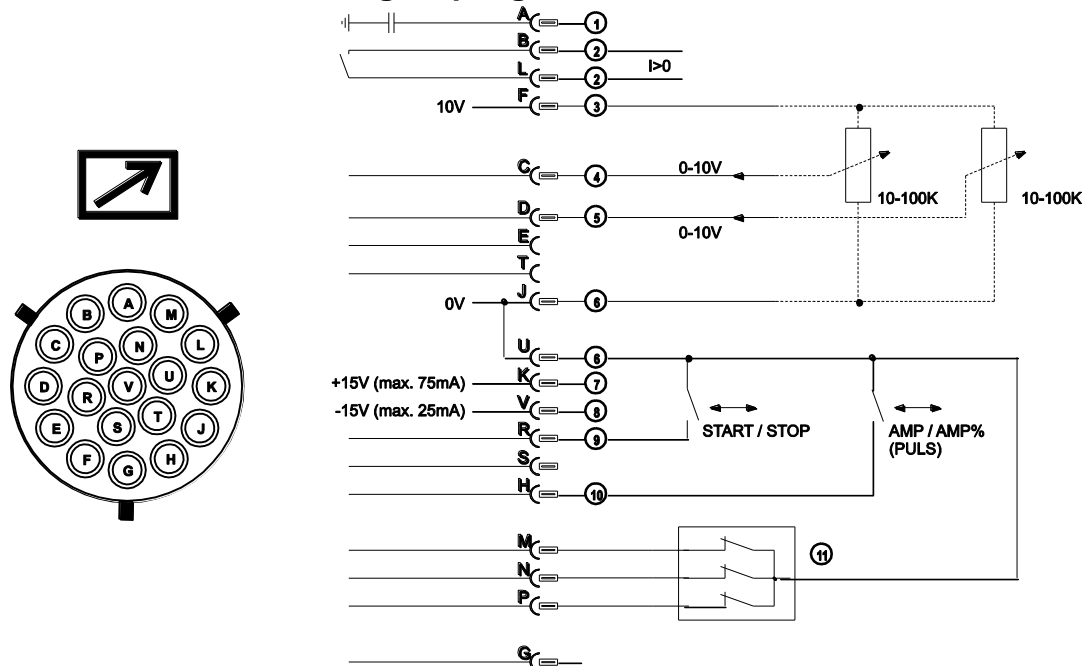 A 1
B 2
L 2 I>0
10V F 3
C 4 0-10V
10-100K 10-100K
D 5
0-10V
E
T
0V J 6
U 6
+15V (max. 75mA) K 7
-15V (max. 25mA) V 8
R 9 START / STOP AMP / AMP%
(PULS)
S
H 10
M 11
N
P
G
A
B M
C P N L
D R V U K
E S T J
F G H